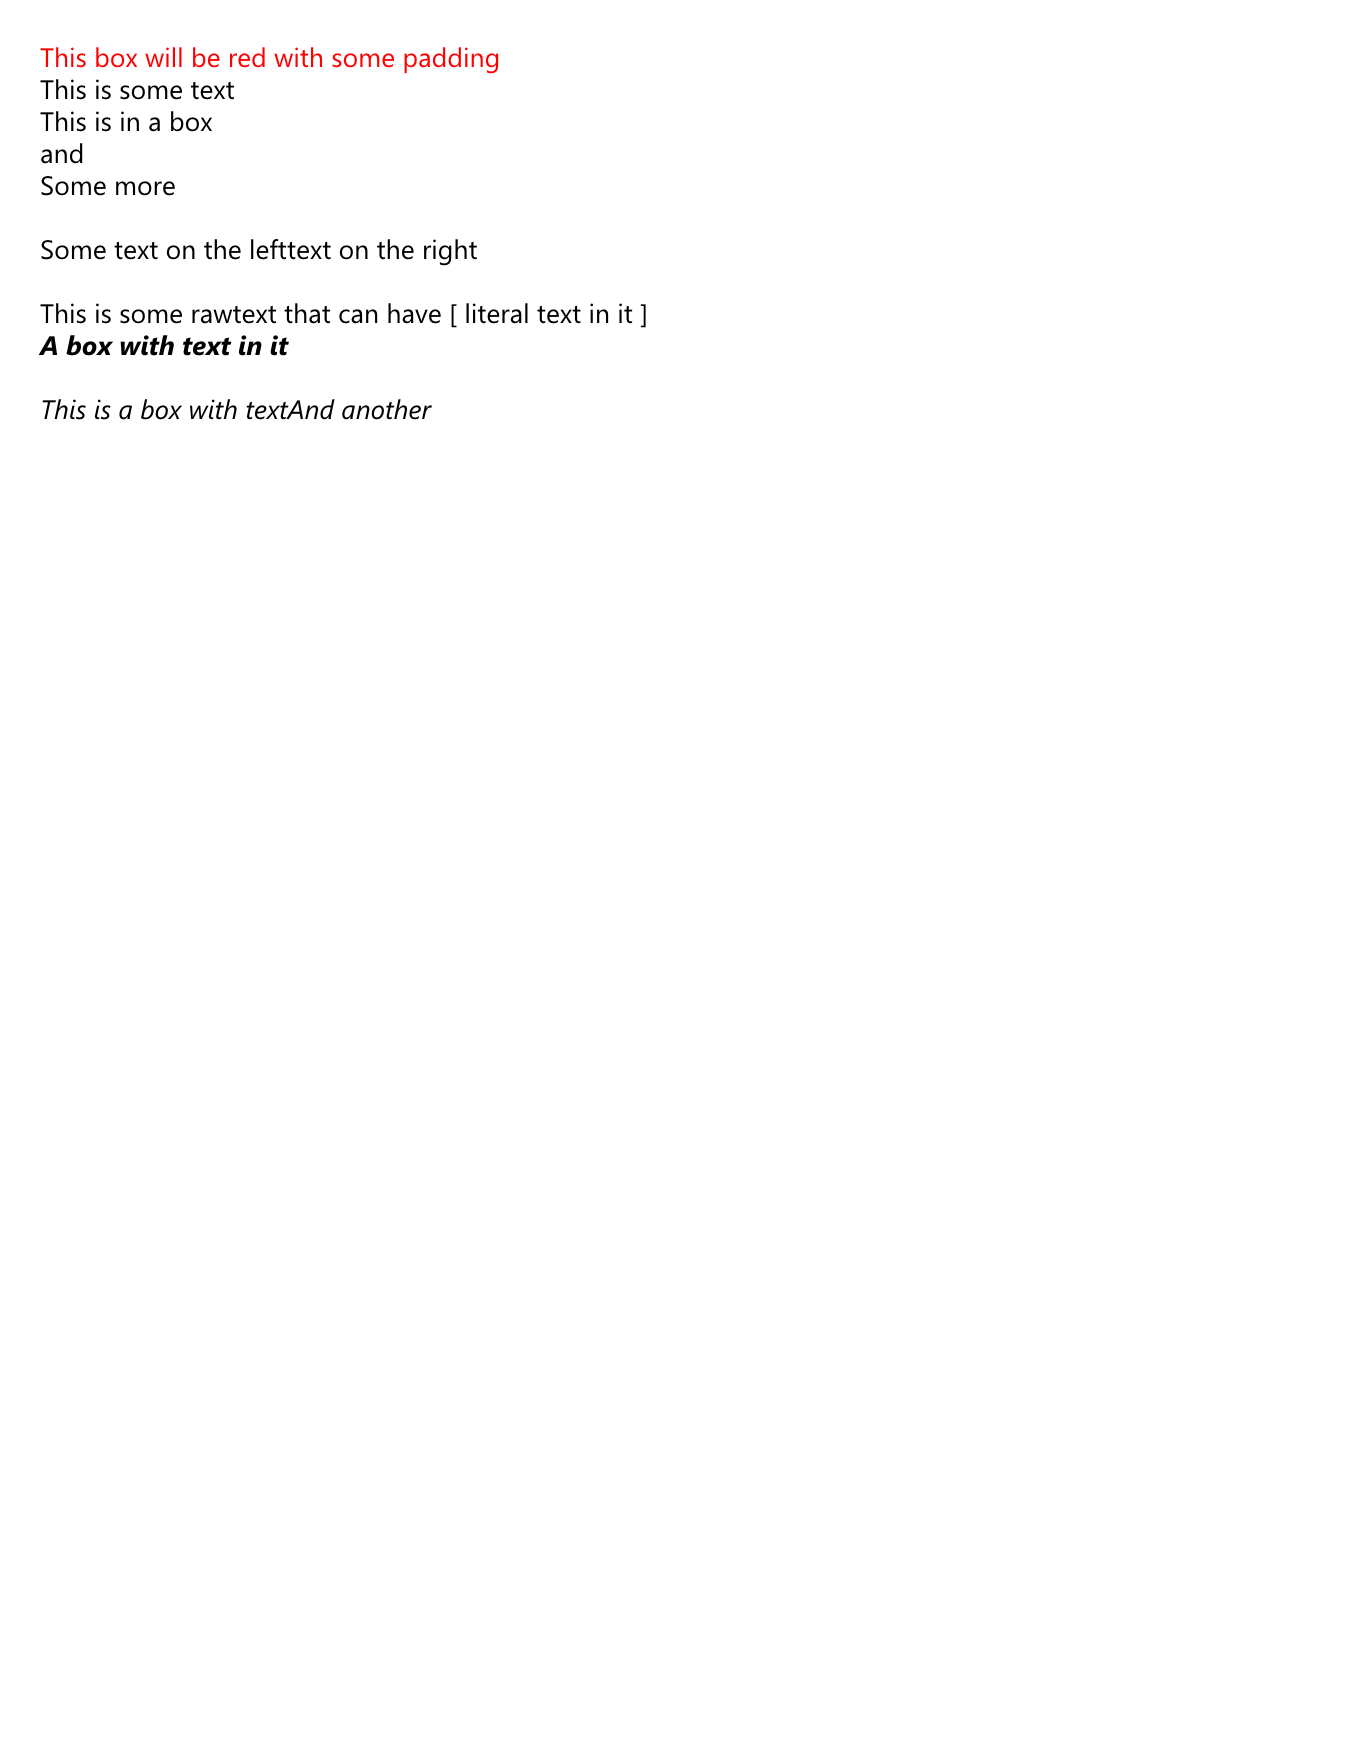 This box will be red with some padding
This is some text
This is in a box
and
Some more
Some text on the lefttext on the right
This is some rawtext that can have [ literal text in it ]
A box with text in it
This is a box with textAnd another